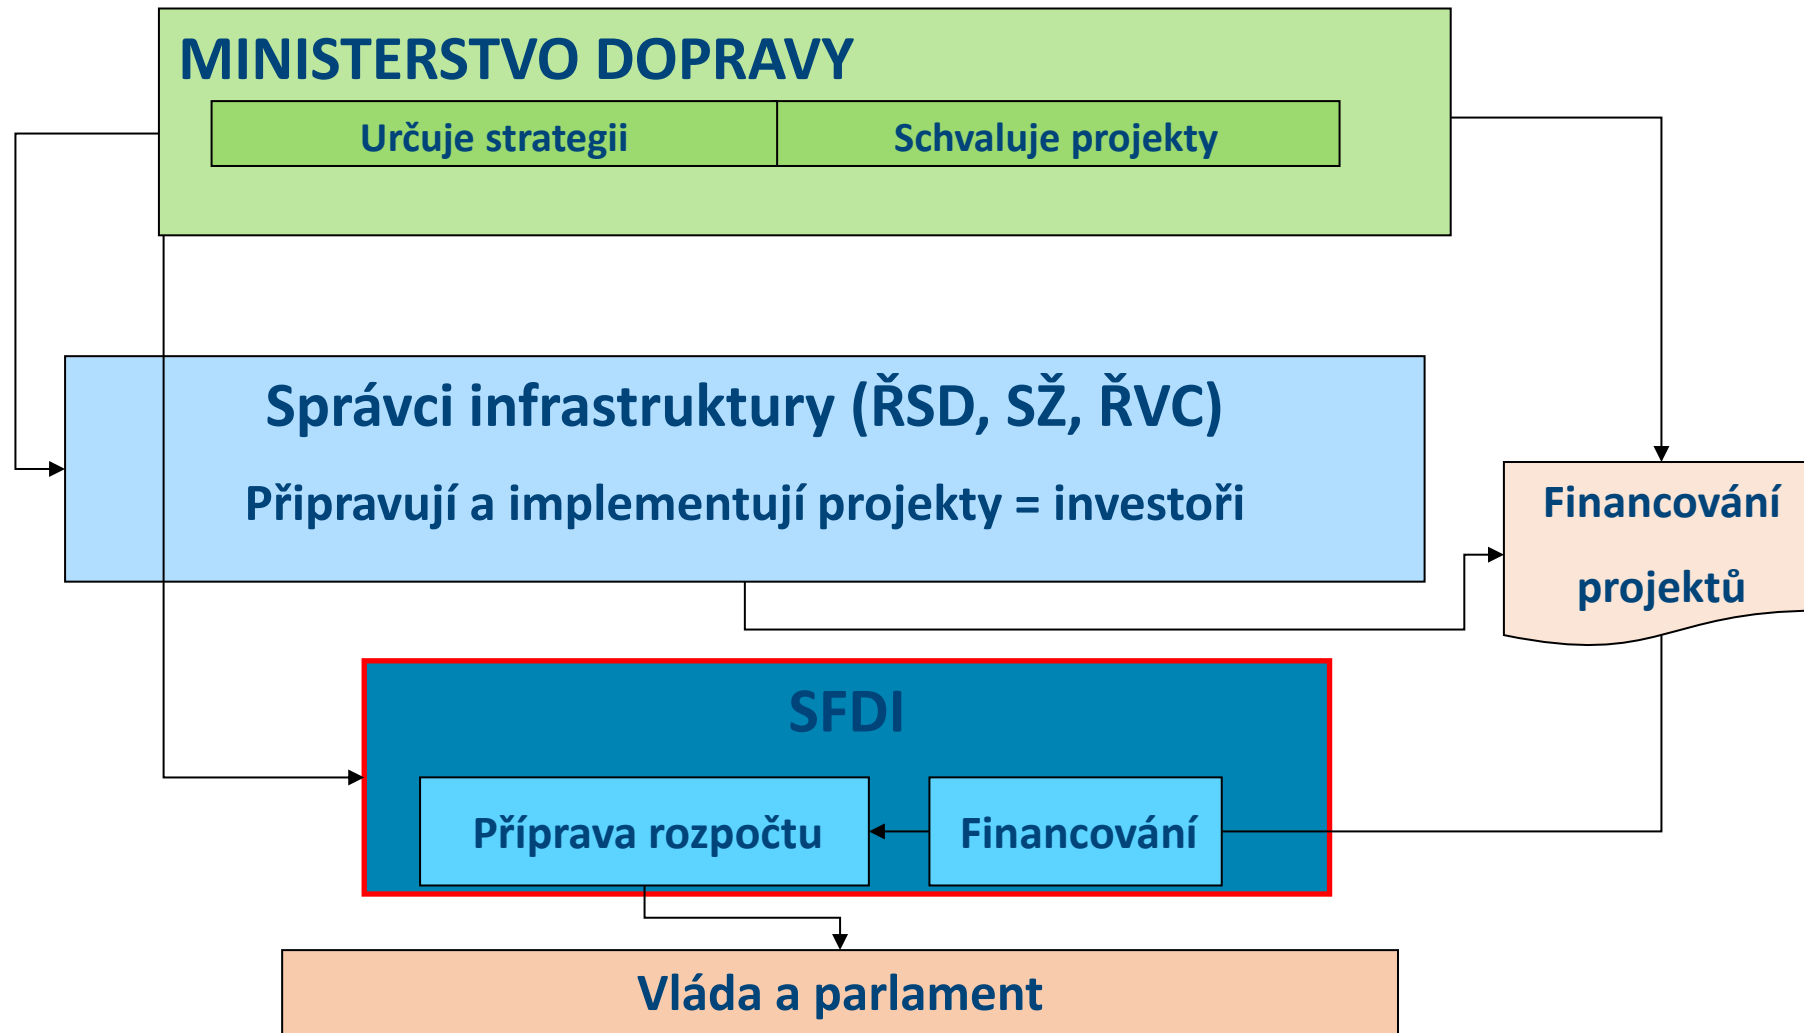 MINISTERSTVO DOPRAVY
Určuje strategii
Schvaluje projekty
Správci infrastruktury (ŘSD, SŽ, ŘVC)
Připravují a implementují projekty = investoři
Financování
projektů
SFDI
Příprava rozpočtu
Financování
Vláda a parlament